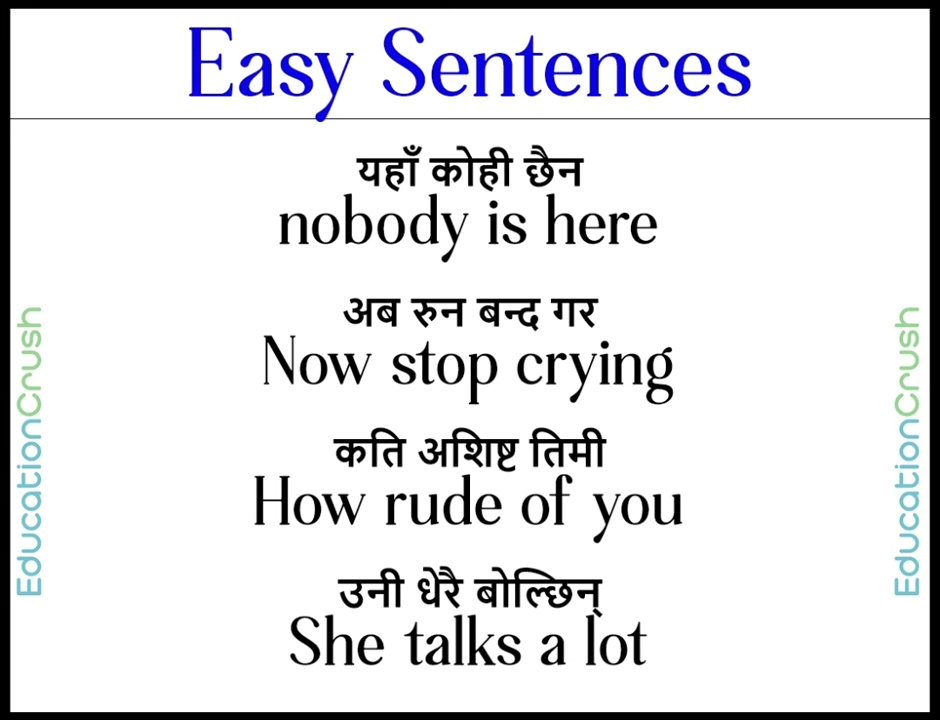 Easy Sentences
यहाँ कोही छैन
nobody is here
अब रुन बन्द गर
Now stop crying
कति अशिष्ट तिमी
How rude of you
उनी धेरै बोल्छिन्
She talks a lot
EducationCrush
EducationCrush